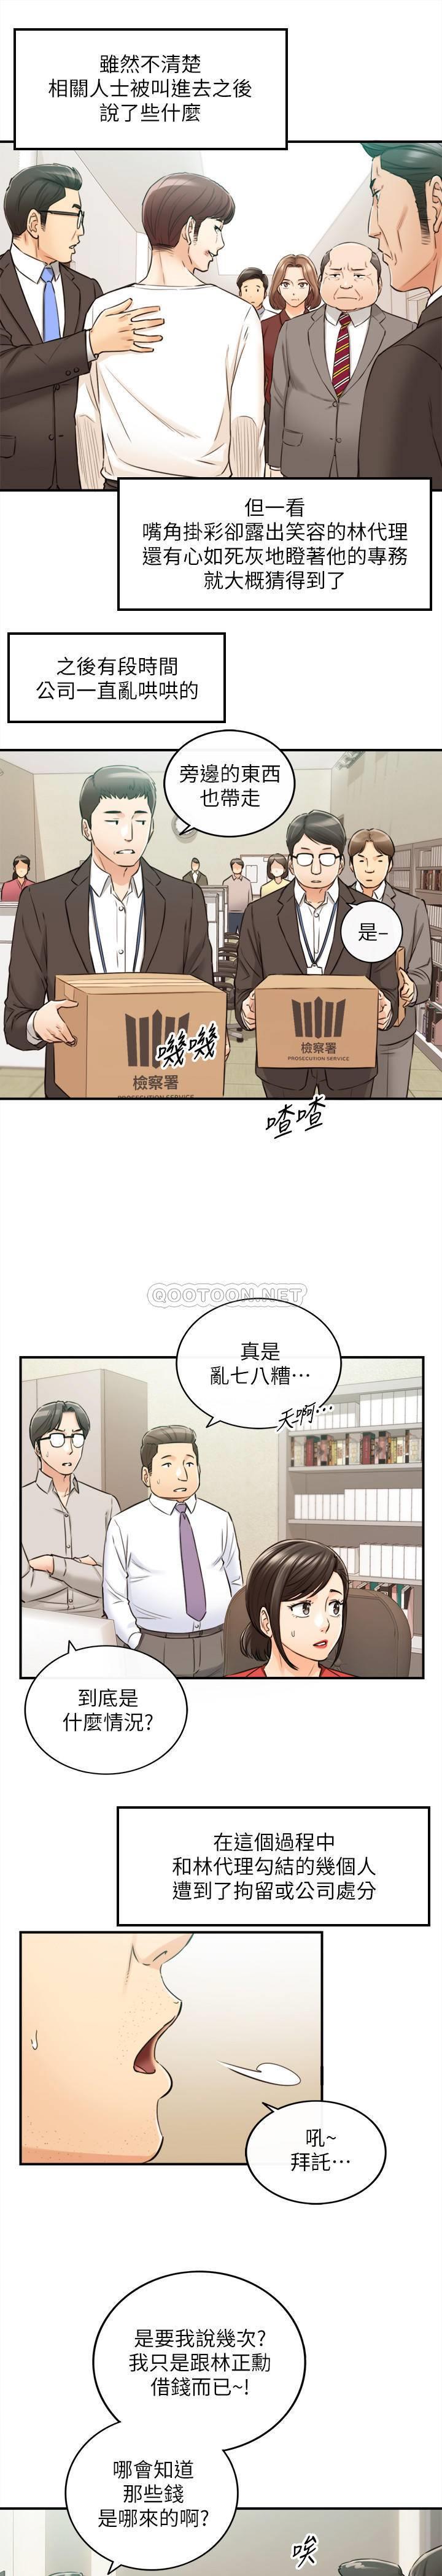 雖然不清楚
相關人士被叫進去之後
說了些什麼
但一看
嘴角掛彩卻露出笑容的林代理
還有心如死灰地瞪著他的專務
就大概猜得到了
之後有段時間
公司一直亂哄哄的
旁邊的東西
也帶走
是–
檢察署
PROSECUTION SERVICE
檢察署
PROSECUTION SERVICE
嘰嘰
喳喳
QOOTOON.NET
真是
亂七八糟…
天啊…
到底是
什麼情況?
在這個過程中
和林代理勾結的幾個人
遭到了拘留或公司處分
吼~
拜託…
是要我說幾次?
我只是跟林正勳
借錢而已~!
哪會知道
那些錢
是哪來的啊?
唉